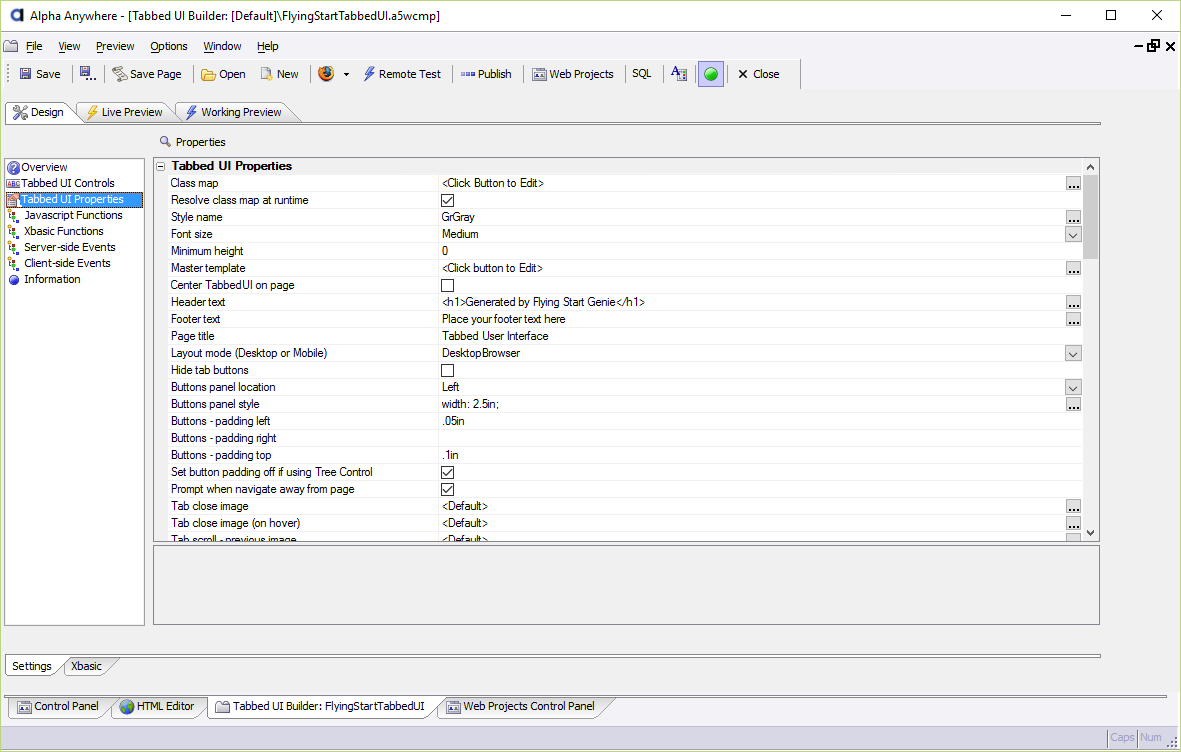 Alpha Anywhere - [Tabbed UI Builder: [Default]\FlyingStartTabbedUI.a5wcmp]
File View Preview Options Window Help
Save Save Page Open New Remote Test Publish Web Projects SQL Close
Design Live Preview Working Preview
Properties
Overview
ABC Tabbed UI Controls
Tabbed UI Properties
Javascript Functions
Xbasic Functions
Server-side Events
Client-side Events
Information
Tabbed UI Properties
Class map <Click Button to Edit> ...
Resolve class map at runtime
Style name GrGray ...
Font size Medium
Minimum height 0
Master template <Click button to Edit> ...
Center TabbedUI on page
Header text <h1>Generated by Flying Start Genie</h1> ...
Footer text Place your footer text here ...
Page title Tabbed User Interface
Layout mode (Desktop or Mobile) DesktopBrowser
Hide tab buttons
Buttons panel location Left
Buttons panel style width: 2.5in; ...
Buttons - padding left .05in
Buttons - padding right
Buttons - padding top .1in
Set button padding off if using Tree Control
Prompt when navigate away from page
Tab close image <Default> ...
Tab close image (on hover) <Default> ...
Tab scroll - previous image <Default>
Settings Xbasic
Control Panel HTML Editor Tabbed UI Builder: FlyingStartTabbedUI Web Projects Control Panel
Caps Num